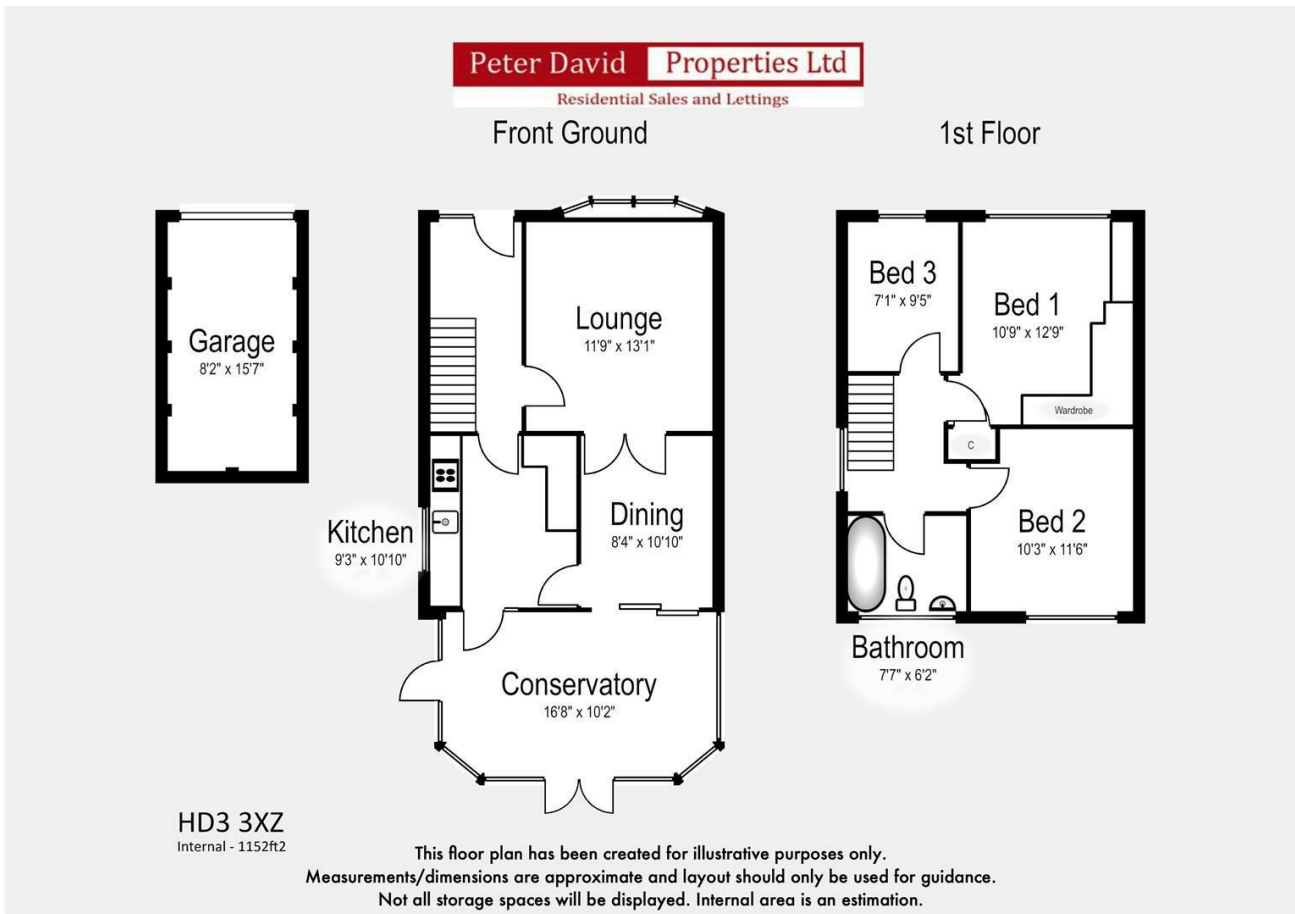 Peter David Properties Ltd
Residential Sales and Lettings
Front Ground
1st Floor
Garage
8'2" x 15'7"
Lounge
11'9" x 13'1"
Kitchen
9'3" x 10'10"
Dining
8'4" x 10'10"
Conservatory
16'8" x 10'2"
Bed 3
7'1" x 9'5"
Bed 1
10'9" x 12'9"
Wardrobe
C
Bed 2
10'3" x 11'6"
Bathroom
7'7" x 6'2"
HD3 3XZ
Internal - 1152ft2
This floor plan has been created for illustrative purposes only.
Measurements/dimensions are approximate and layout should only be used for guidance.
Not all storage spaces will be displayed. Internal area is an estimation.